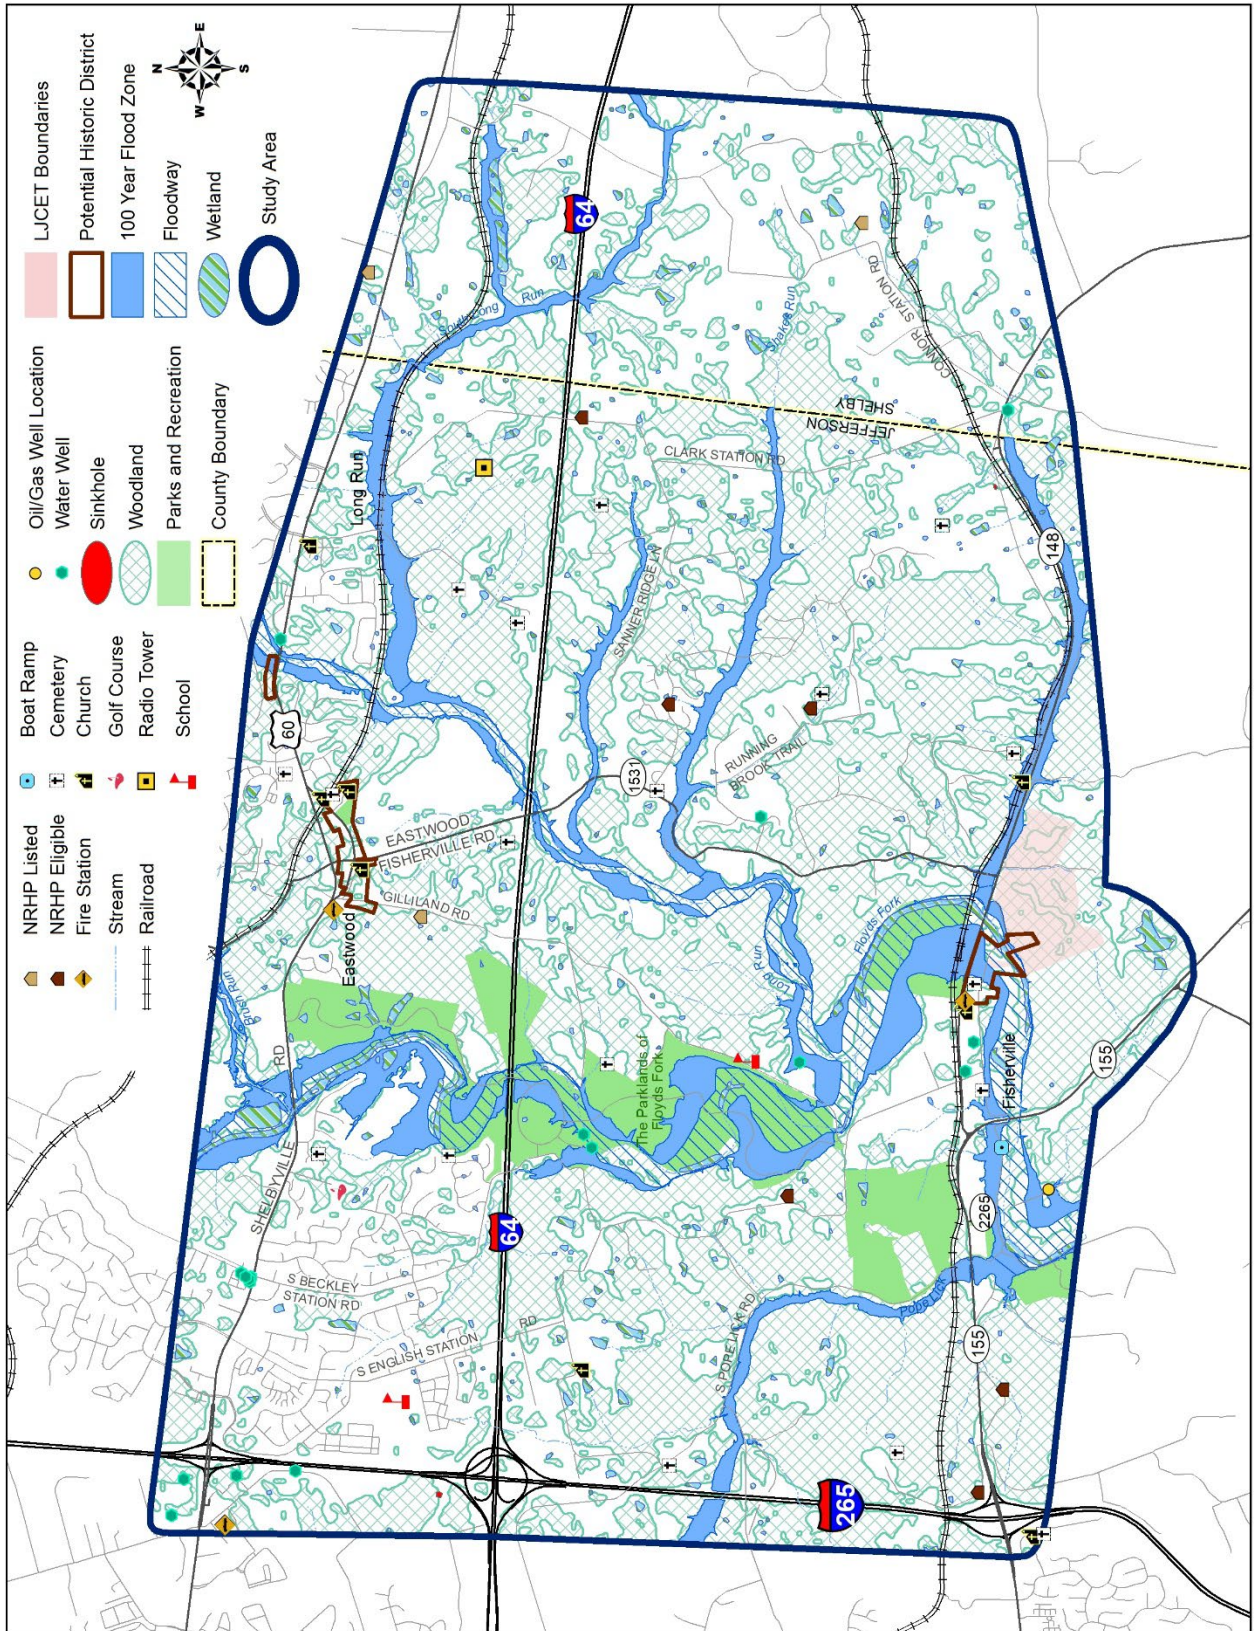 NRHP Listed
NRHP Eligible
Fire Station
Stream
Railroad
Boat Ramp
Cemetery
Church
Golf Course
Radio Tower
School
Oil/Gas Well Location
Water Well
Sinkhole
Woodland
Parks and Recreation
County Boundary
LJCET Boundaries
Potential Historic District
100 Year Flood Zone
Floodway
Wetland
Study Area
N
E
S
W
SHELBYVILLE
RD
Brush Run
Eastwood
60
Long Run
South Long
Run
S BECKLEY
STATION RD
S ENGLISH STATION
RD
GILLILAND RD
EASTWOOD
FISHERVILLE RD
64
64
The Parklands of
Floyds Fork
1531
SANNER RIDGE LN
CLARK STATION RD
JEFFERSON
SHELBY
Shakes Run
RUNNING
BROOK TRAIL
CONNOR STATION RD
S POPE LICK RD
Long Run
Floyds Fork
Pope Lick
265
155
2265
Fisherville
155
148